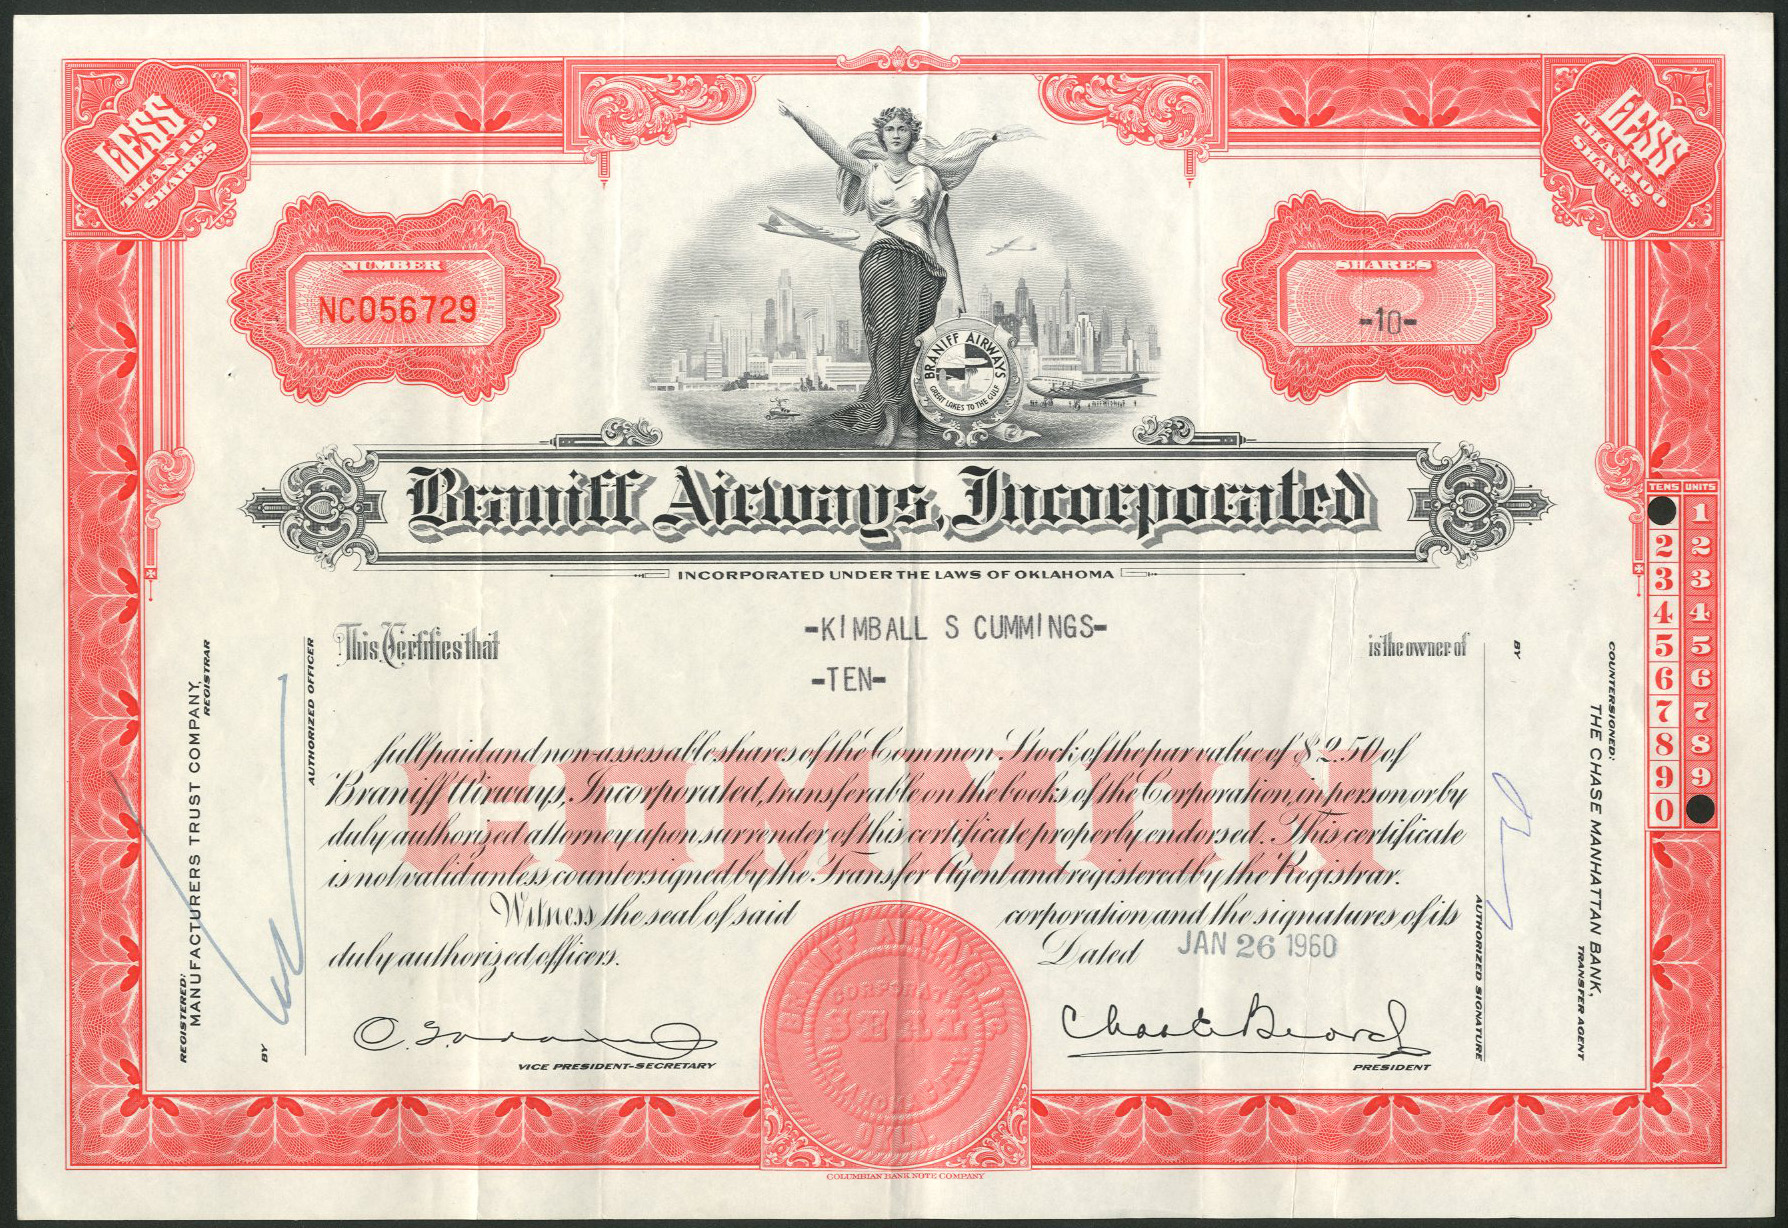 LESS
THAN 100
SHARES
LESS
THAN 100
SHARES
NUMBER
NC056729
SHARES
-10-
BRANIFF AIRWAYS
GREAT LAKES TO THE GULF
Braniff Airways, Incorporated
INCORPORATED UNDER THE LAWS OF OKLAHOMA
This Certifies that
-KIMBALL S CUMMINGS-
is the owner of
-TEN-
COMMON
full paid and non-assessable shares of the Common Stock of the par value of $2.50 of
Braniff Airways, Incorporated, transferable on the books of the Corporation, in person or by
duly authorized attorney upon surrender of this certificate properly endorsed. This certificate
is not valid unless countersigned by the Transfer Agent and registered by the Registrar.
Witness the seal of said corporation and the signatures of its
duly authorized officers.
Dated JAN 26 1960
VICE PRESIDENT-SECRETARY
Chas E Beard
PRESIDENT
BRANIFF AIRWAYS, INC.
CORPORATE
SEAL
OKLAHOMA CITY,
OKLA.
COLUMBIAN BANK NOTE COMPANY
REGISTERED:
MANUFACTURERS TRUST COMPANY,
REGISTRAR
BY
AUTHORIZED OFFICER
COUNTERSIGNED:
THE CHASE MANHATTAN BANK,
TRANSFER AGENT
BY
AUTHORIZED SIGNATURE
TENS UNITS
1
2 2
3 3
4 4
5 5
6 6
7 7
8 8
9 9
0